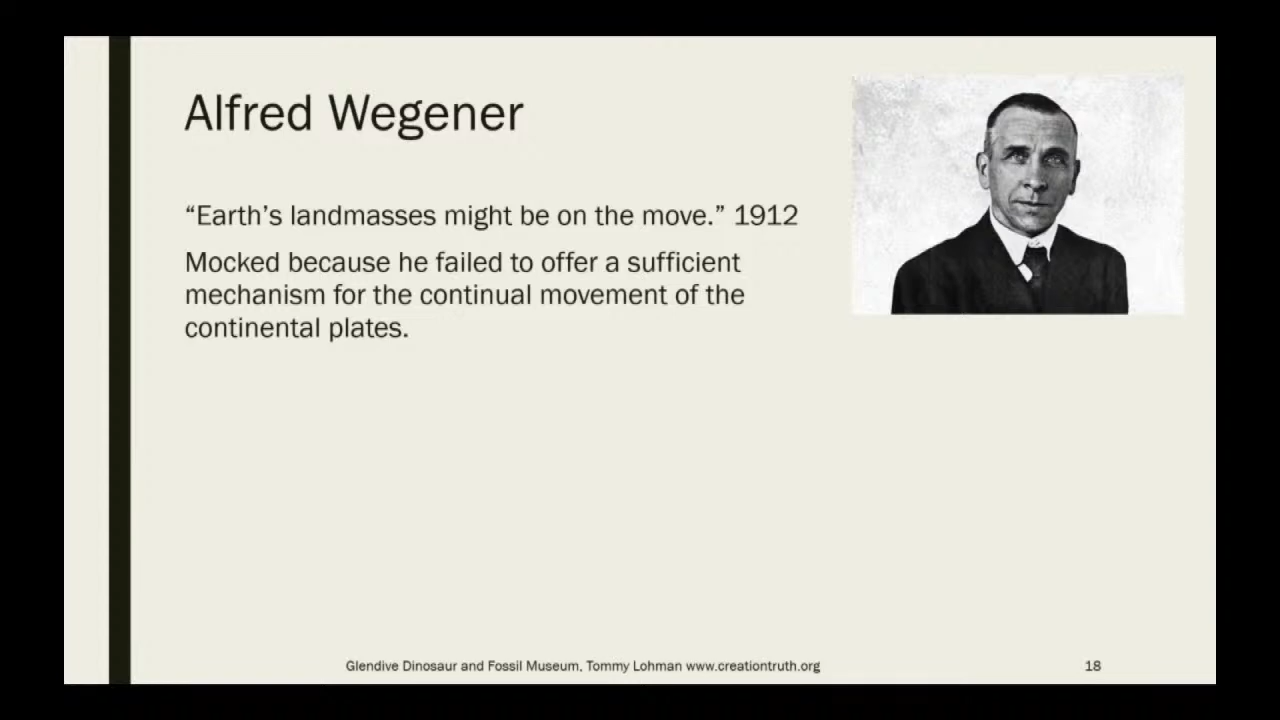 Alfred Wegener
“Earth’s landmasses might be on the move.” 1912
Mocked because he failed to offer a sufficient
mechanism for the continual movement of the
continental plates.
Glendive Dinosaur and Fossil Museum, Tommy Lohman www.creationtruth.org
18